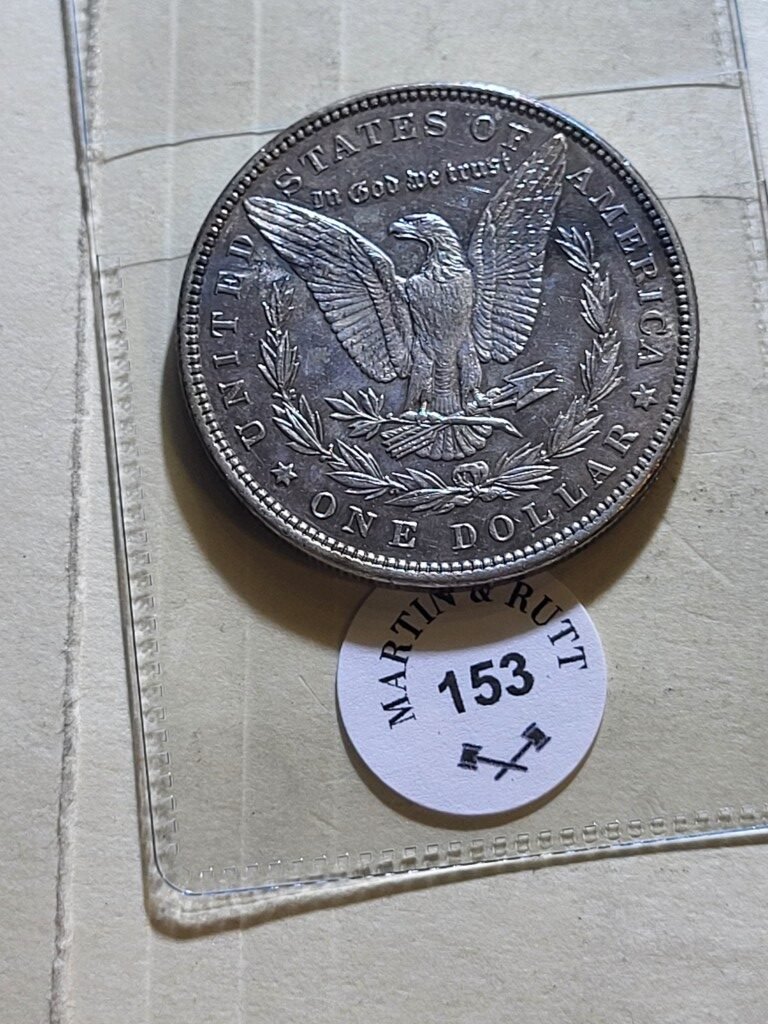 UNITED STATES OF AMERICA
In God we trust
ONE DOLLAR
MARTIN & RUTT
153